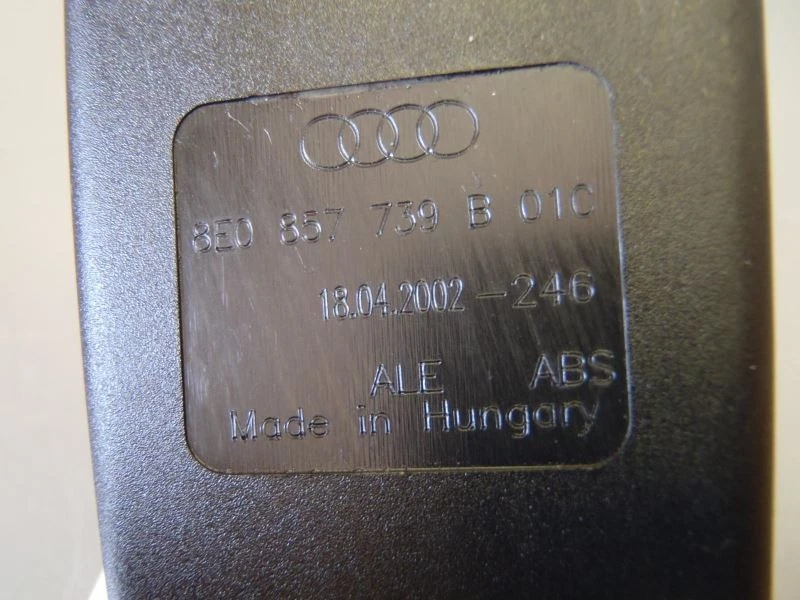 8E0 857 739 B 01C
18.04.2002 -246
ALE ABS
Made in Hungary